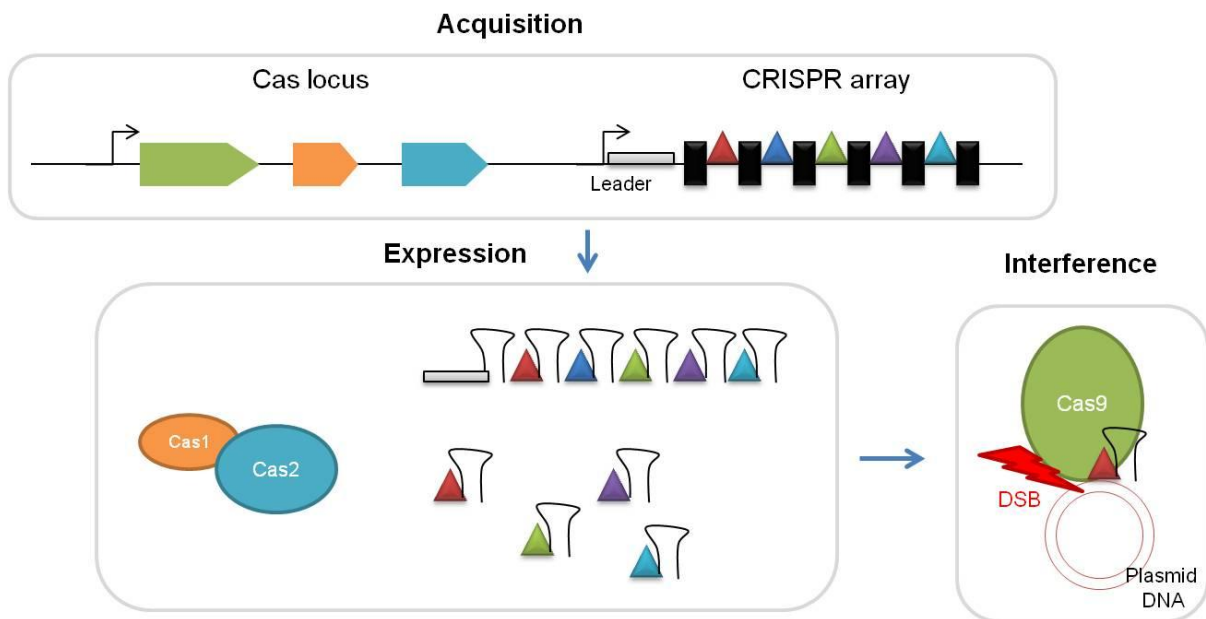 Acquisition
Cas locus
CRISPR array
Leader
Expression
Interference
Cas1
Cas2
Cas9
DSB
Plasmid
DNA